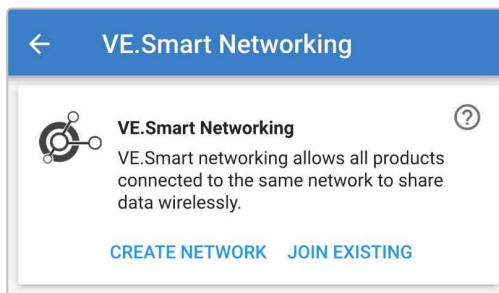 VE.Smart Networking
VE.Smart Networking
VE.Smart networking allows all products
connected to the same network to share
data wirelessly.
CREATE NETWORK JOIN EXISTING